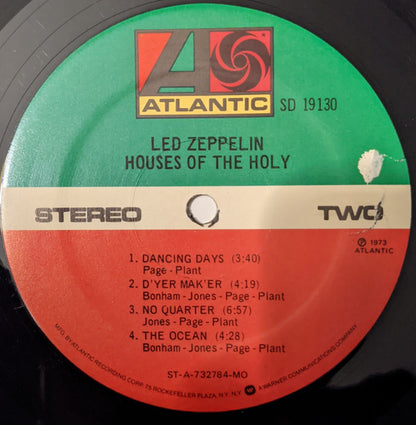 ATLANTIC SD 19130
LED ZEPPELIN
HOUSES OF THE HOLY
STEREO TWO
℗ 1973
ATLANTIC
1. DANCING DAYS (3:40)
Page - Plant
2. D'YER MAK'ER (4:19)
Bonham - Jones - Page - Plant
3. NO QUARTER (6:57)
Jones - Page - Plant
4. THE OCEAN (4:28)
Bonham - Jones - Page - Plant
ST-A-732784-MO
MFG. BY ATLANTIC RECORDING CORP., 75 ROCKEFELLER PLAZA, N.Y., N.Y. A WARNER COMMUNICATIONS COMPANY